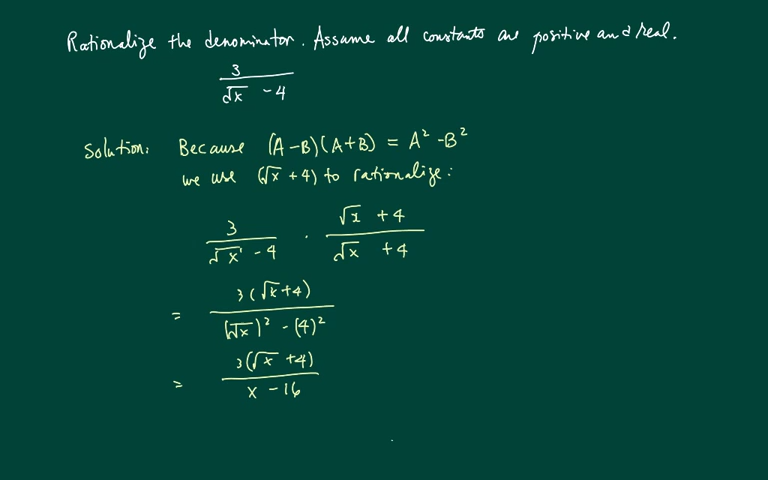 Rationalize the denominator. Assume all constants are positive and real.
3
√x - 4
Solution: Because (A-B)(A+B) = A² - B²
we use (√x + 4) to rationalize:
3/(√x - 4) · (√x + 4)/(√x + 4)
= 3(√x+4)/((√x)² - (4)²)
= 3(√x + 4)/(x - 16)